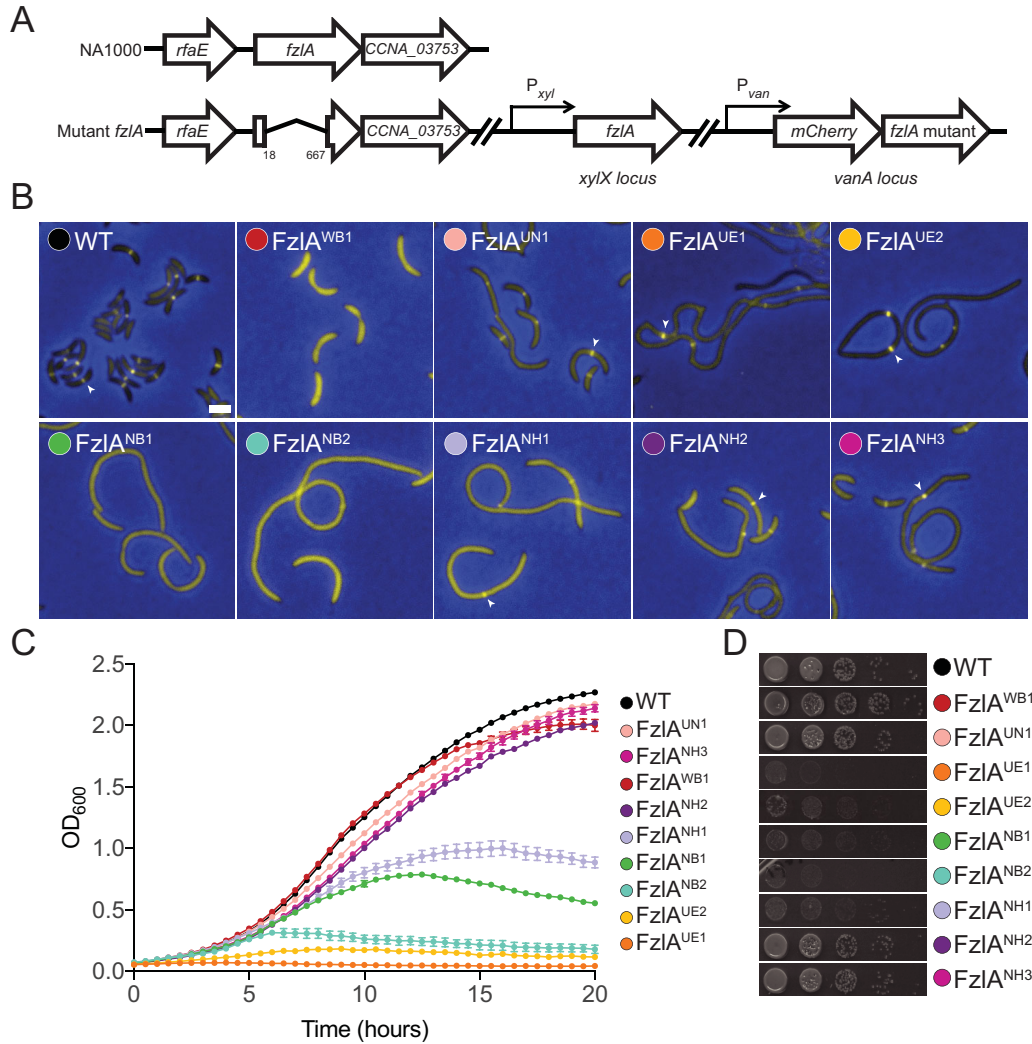 A
NA1000 rfaE fzlA CCNA_03753
Pxyl Pvan
Mutant fzlA rfaE CCNA_03753 fzlA mCherry fzlA mutant
18 667
xylX locus vanA locus
B
WT FzlAWB1 FzlAUN1 FzlAUE1 FzlAUE2
FzlANB1 FzlANB2 FzlANH1 FzlANH2 FzlANH3
C
OD600
2.5
2.0
1.5
1.0
0.5
0.0
0 5 10 15 20
Time (hours)
WT
FzlAUN1
FzlANH3
FzlAWB1
FzlANH2
FzlANH1
FzlANB1
FzlANB2
FzlAUE2
FzlAUE1
D
WT
FzlAWB1
FzlAUN1
FzlAUE1
FzlAUE2
FzlANB1
FzlANB2
FzlANH1
FzlANH2
FzlANH3